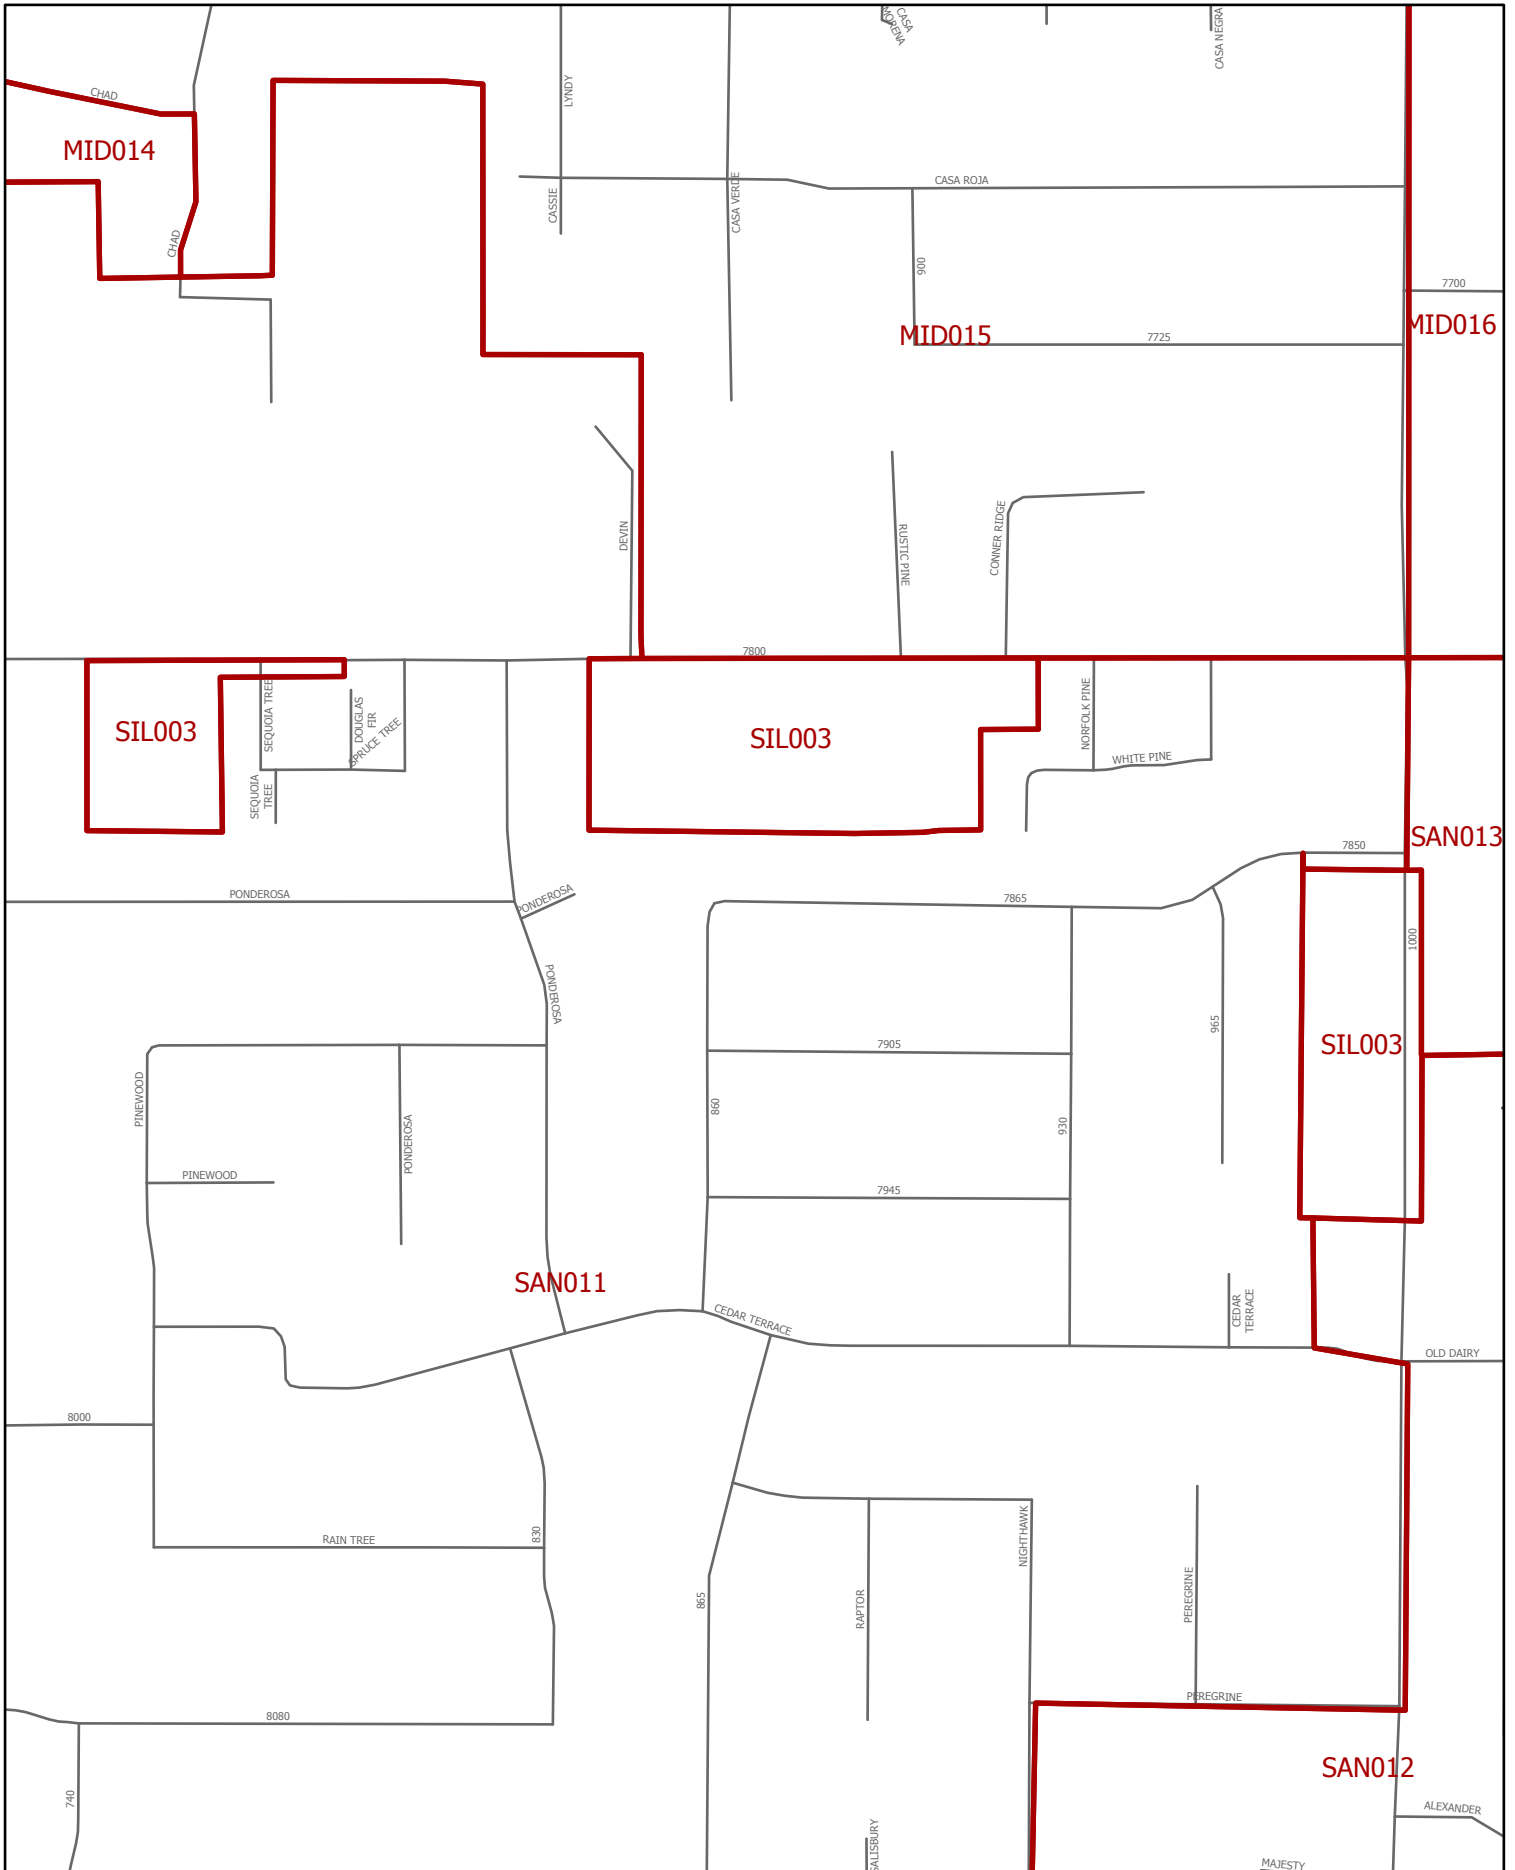 CASA
MORENA
CASA NEGRA
LYNDY
CHAD
MID014
CASA ROJA
CASSIE
CASA VERDE
CHAD
900
7700
MID015
MID016
7725
DEVIN
RUSTIC PINE
CONNER RIDGE
7800
SIL003
SEQUOIA TREE
DOUGLAS
FIR
SPRUCE TREE
SIL003
NORFOLK PINE
WHITE PINE
SEQUOIA
TREE
SAN013
7850
PONDEROSA
PONDEROSA
7865
1000
PONDEROSA
965
7905
SIL003
PINEWOOD
860
930
PONDEROSA
PINEWOOD
7945
SAN011
CEDAR TERRACE
CEDAR
TERRACE
OLD DAIRY
8000
RAIN TREE
830
NIGHTHAWK
865
RAPTOR
PEREGRINE
PEREGRINE
8080
SAN012
740
ALEXANDER
SALISBURY
MAJESTY